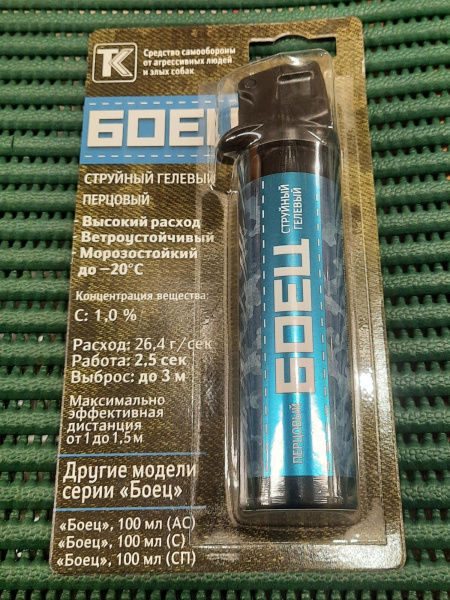 ТК
Средство самообороны
от агрессивных людей
и злых собак
БОЕЦ
СТРУЙНЫЙ ГЕЛЕВЫЙ
ПЕРЦОВЫЙ
- Высокий расход
- Ветроустойчивый
- Морозостойкий
до –20°С
Концентрация вещества:
С: 1,0 %
Расход: 26,4 г/сек
Работа: 2,5 сек
Выброс: до 3 м
Максимально
эффективная
дистанция
от 1 до 1,5 м
Другие модели
серии «Боец»
«Боец», 100 мл (АС)
«Боец», 100 мл (С)
«Боец», 100 мл (СП)
ПЕРЦОВЫЙ
БОЕЦ
СТРУЙНЫЙ
ГЕЛЕВЫЙ